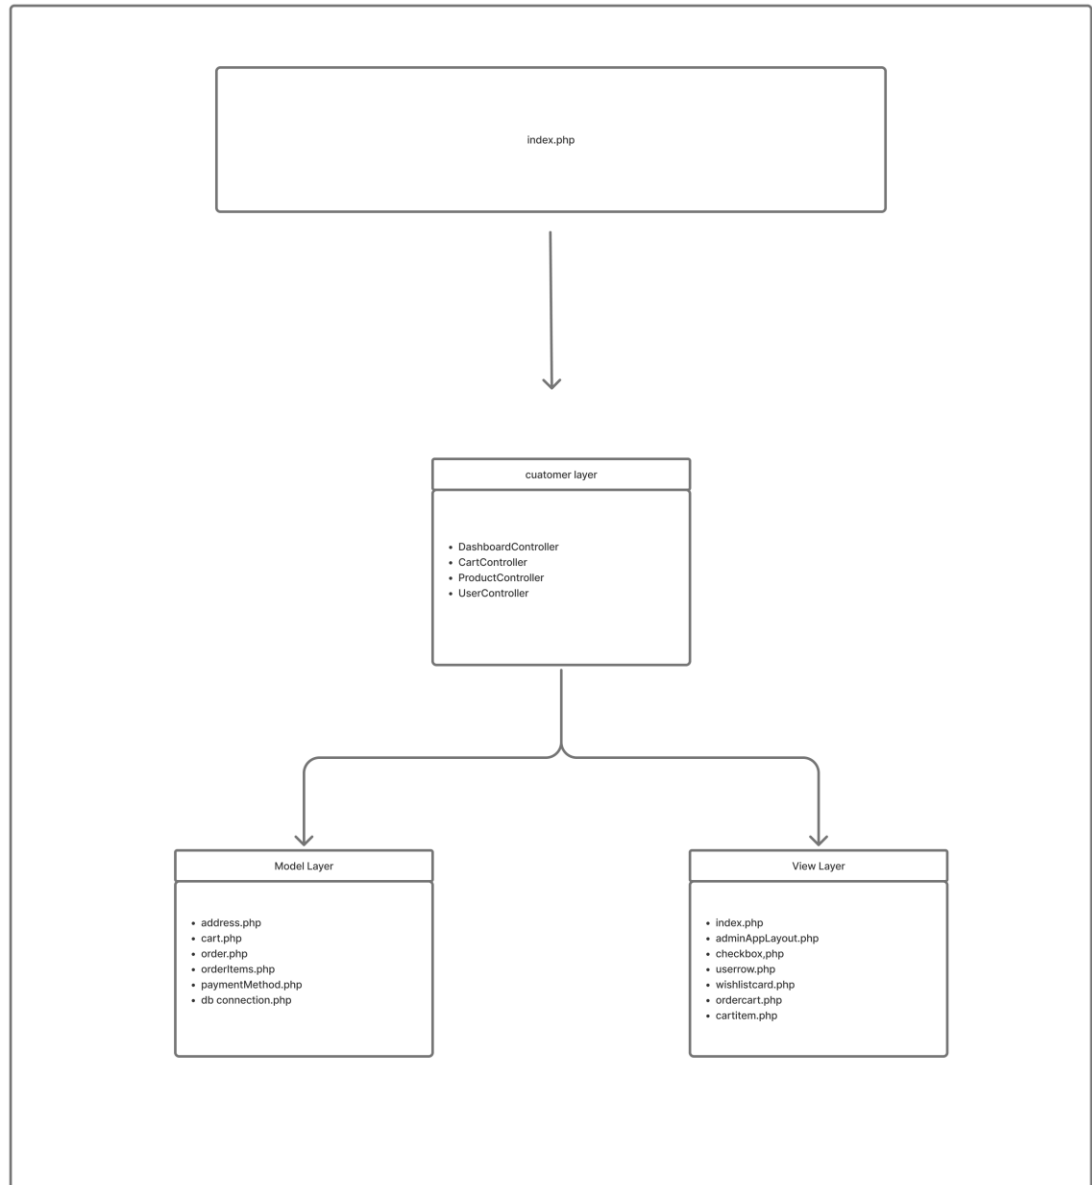 index.php
cuatomer layer
DashboardController
CartController
ProductController
UserController
Model Layer
address.php
cart.php
order.php
orderItems.php
paymentMethod.php
db connection.php
View Layer
index.php
adminAppLayout.php
checkbox,php
userrow.php
wishlistcard.php
ordercart.php
cartitem.php